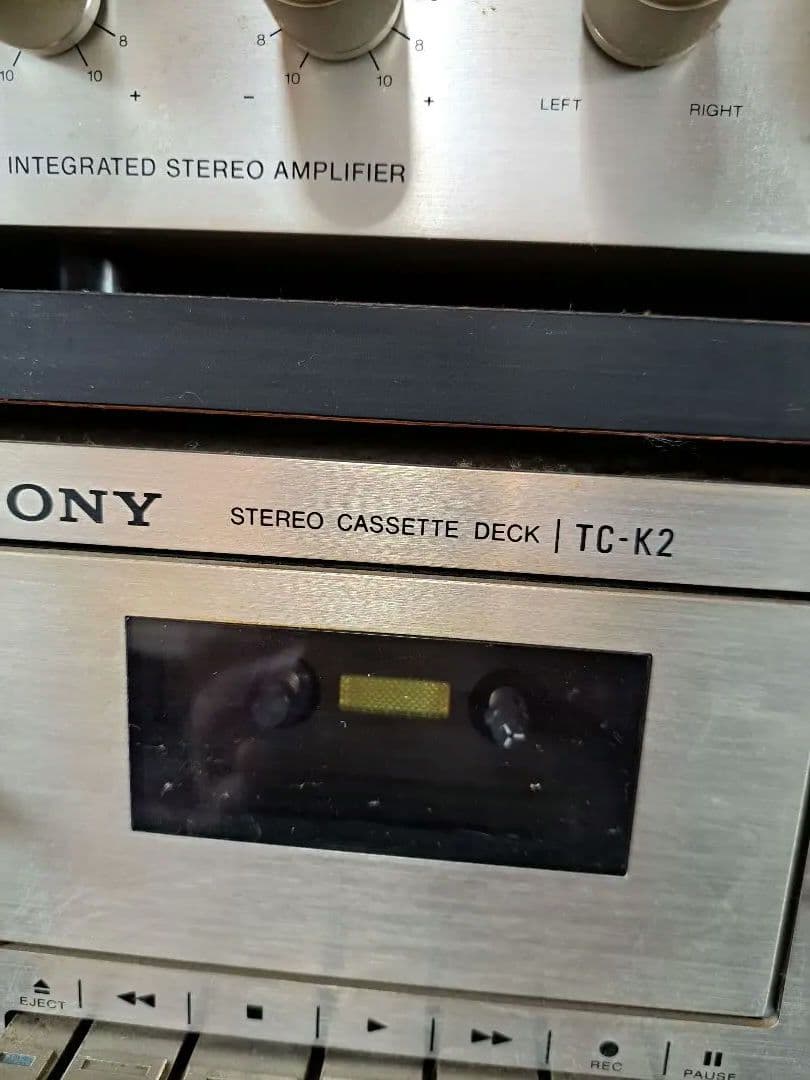 8 8 8
10 10 10 10
+ - +
LEFT RIGHT
INTEGRATED STEREO AMPLIFIER
ONY STEREO CASSETTE DECK | TC-K2
EJECT
REC
PAUSE